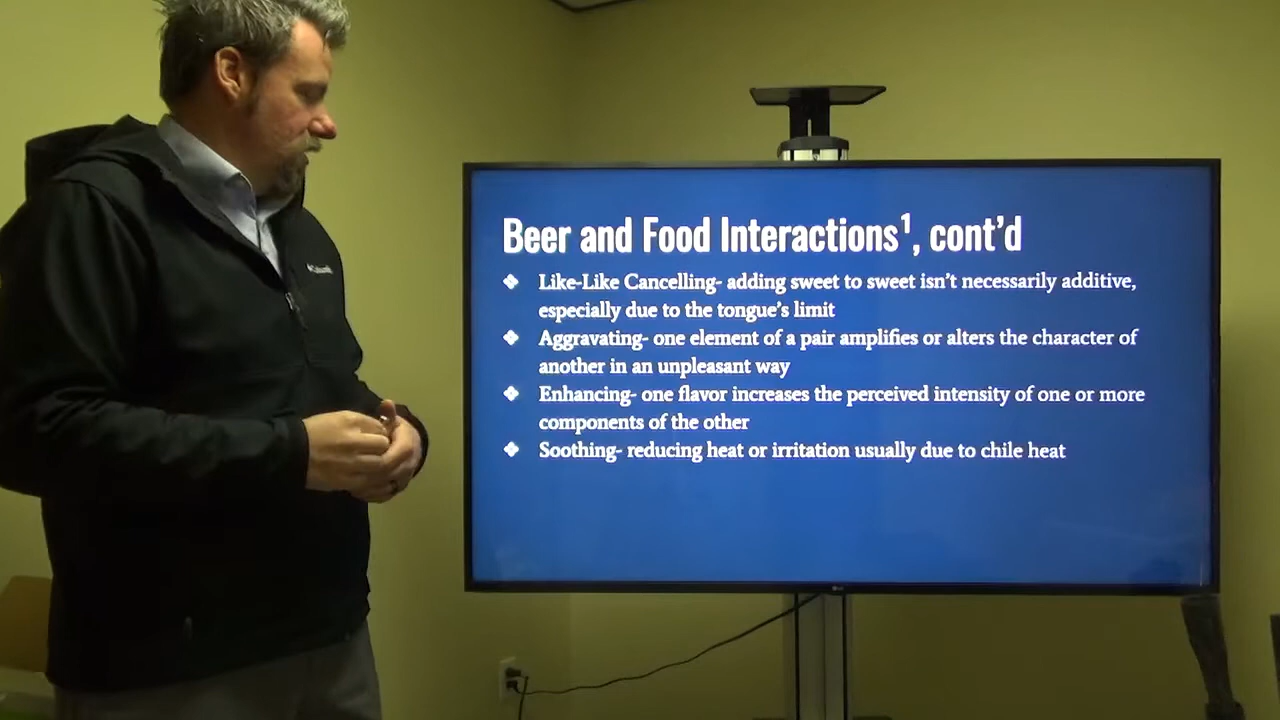 Beer and Food Interactions¹, cont’d
❖ Like-Like Cancelling- adding sweet to sweet isn’t necessarily additive,
especially due to the tongue’s limit
❖ Aggravating- one element of a pair amplifies or alters the character of
another in an unpleasant way
❖ Enhancing- one flavor increases the perceived intensity of one or more
components of the other
❖ Soothing- reducing heat or irritation usually due to chile heat
Columbia
LG